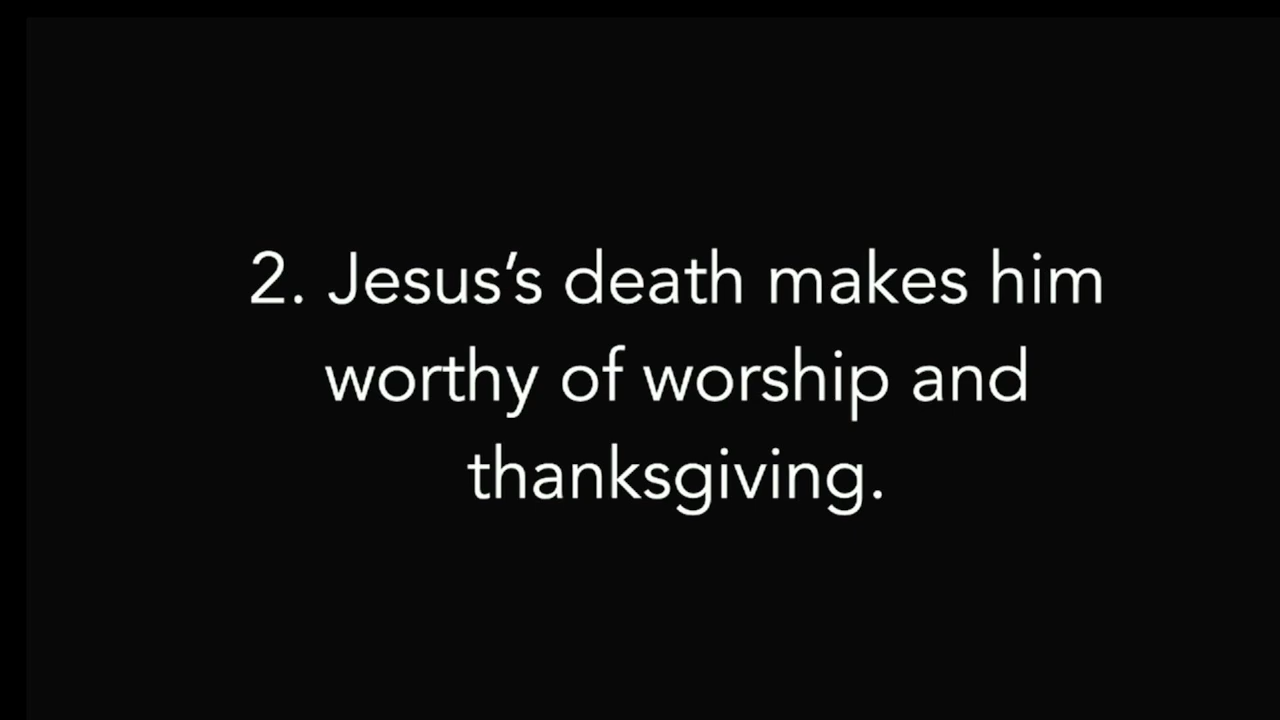 2. Jesus’s death makes him
worthy of worship and
thanksgiving.